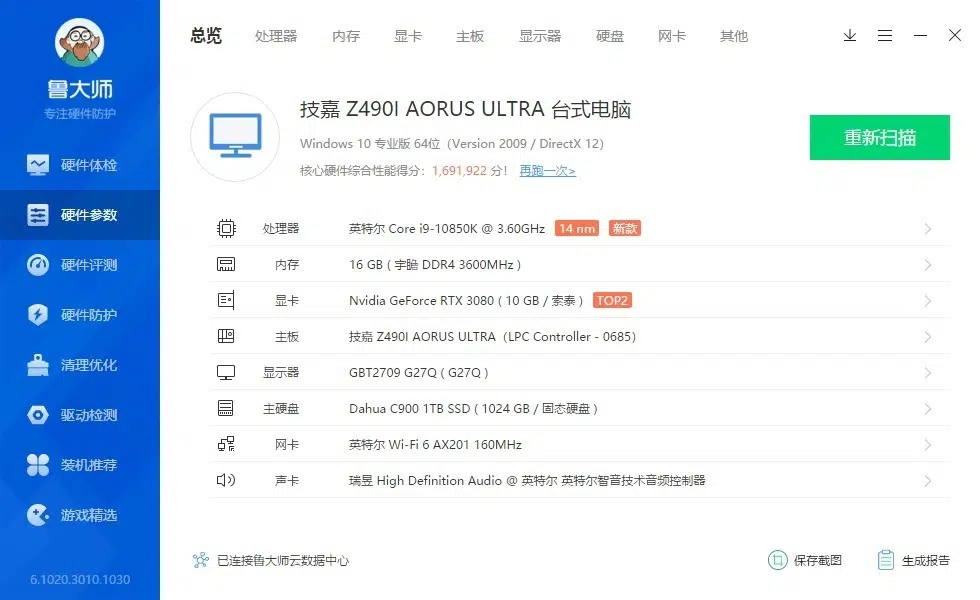 鲁大师
专注硬件防护
硬件体检
硬件参数
硬件评测
硬件防护
清理优化
驱动检测
装机推荐
游戏精选
6.1020.3010.1030
总览 处理器 内存 显卡 主板 显示器 硬盘 网卡 其他
技嘉 Z490I AORUS ULTRA 台式电脑
Windows 10 专业版 64位（Version 2009 / DirectX 12）
核心硬件综合性能得分：1,691,922 分！ 再跑一次>
重新扫描
处理器 英特尔 Core i9-10850K @ 3.60GHz 14 nm 新款
内存 16 GB ( 宇瞻 DDR4 3600MHz )
显卡 Nvidia GeForce RTX 3080 ( 10 GB / 索泰 ) TOP2
主板 技嘉 Z490I AORUS ULTRA（LPC Controller - 0685）
显示器 GBT2709 G27Q ( G27Q )
主硬盘 Dahua C900 1TB SSD ( 1024 GB / 固态硬盘 )
网卡 英特尔 Wi-Fi 6 AX201 160MHz
声卡 瑞昱 High Definition Audio @ 英特尔 英特尔智音技术音频控制器
已连接鲁大师云数据中心
保存截图 生成报告